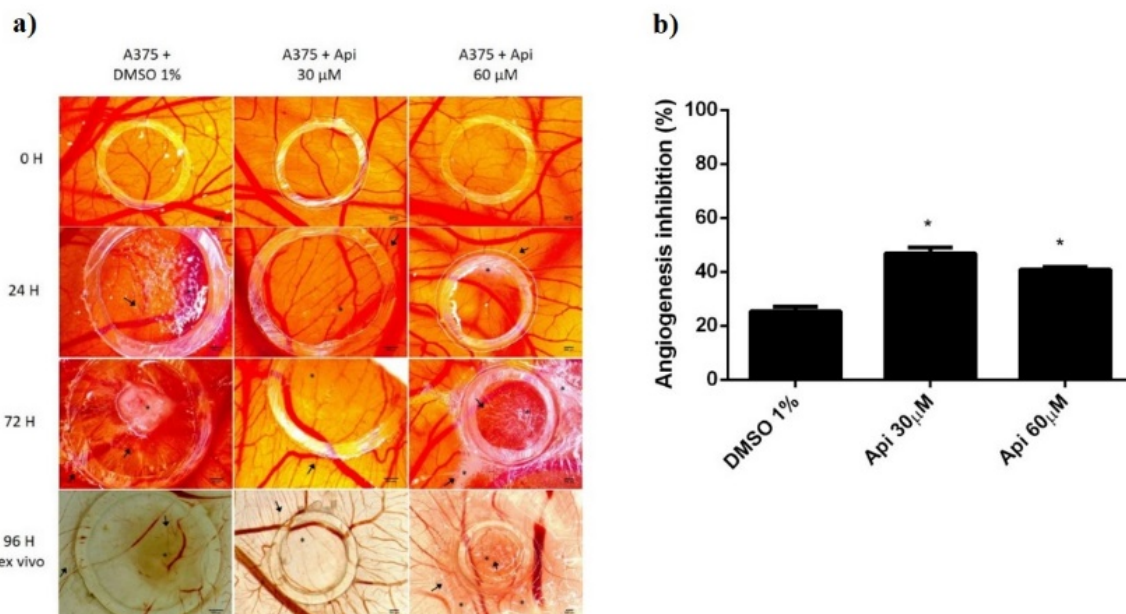 a)
A375 +
DMSO 1%
A375 + Api
30 µM
A375 + Api
60 µM
0 H
24 H
72 H
96 H
ex vivo
b)
Angiogenesis inhibition (%)
100
80
60
40
20
0
*
*
DMSO 1%
Api 30µM
Api 60µM